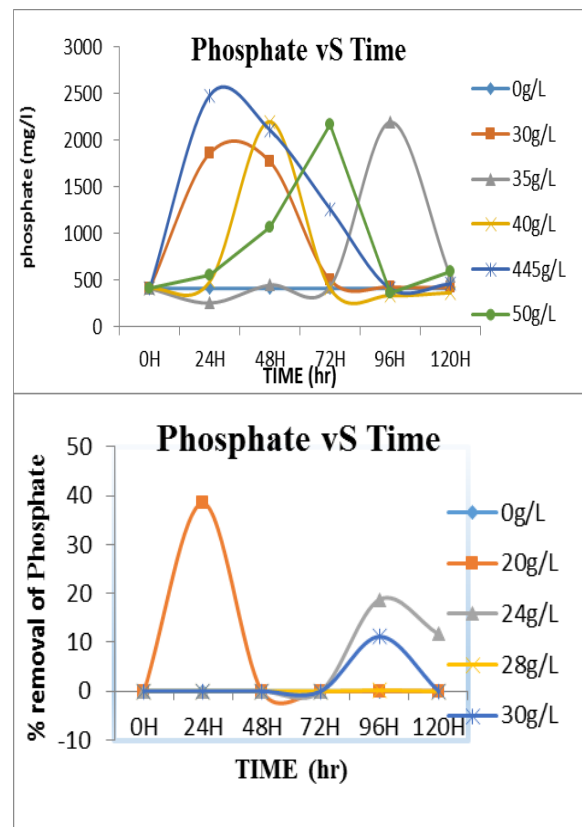 Phosphate vS Time
3000
2500
2000
1500
1000
500
0
phosphate (mg/l)
0H 24H 48H 72H 96H 120H
TIME (hr)
0g/L
30g/L
35g/L
40g/L
445g/L
50g/L
Phosphate vS Time
50
40
30
20
10
0
-10
% removal of Phosphate
0H 24H 48H 72H 96H 120H
TIME (hr)
0g/L
20g/L
24g/L
28g/L
30g/L